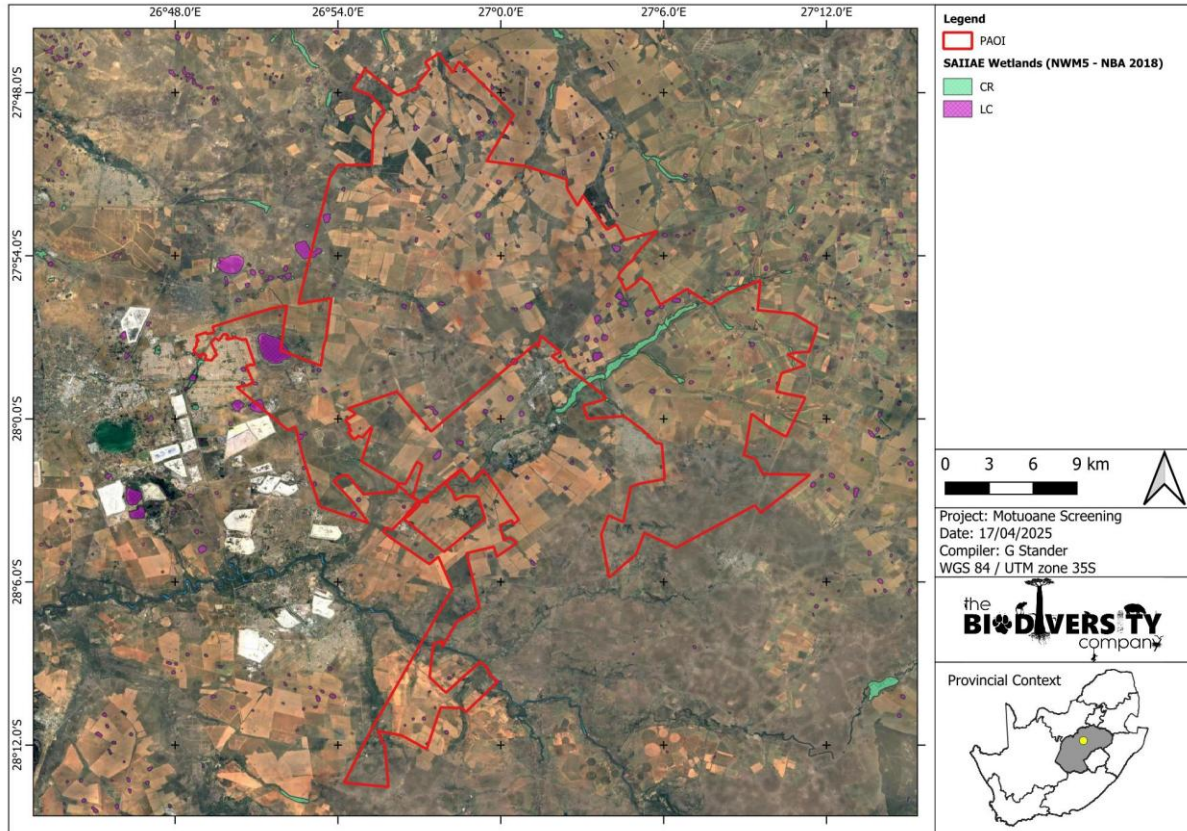 26°48.0'E 26°54.0'E 27°0.0'E 27°6.0'E 27°12.0'E
27°48.0'S
27°54.0'S
28°0.0'S
28°6.0'S
28°12.0'S
Legend
PAOI
SAIIAE Wetlands (NWM5 - NBA 2018)
CR
LC
0 3 6 9 km
Project: Motuoane Screening
Date: 17/04/2025
Compiler: G Stander
WGS 84 / UTM zone 35S
the
BIODIVERSITY
company
Provincial Context